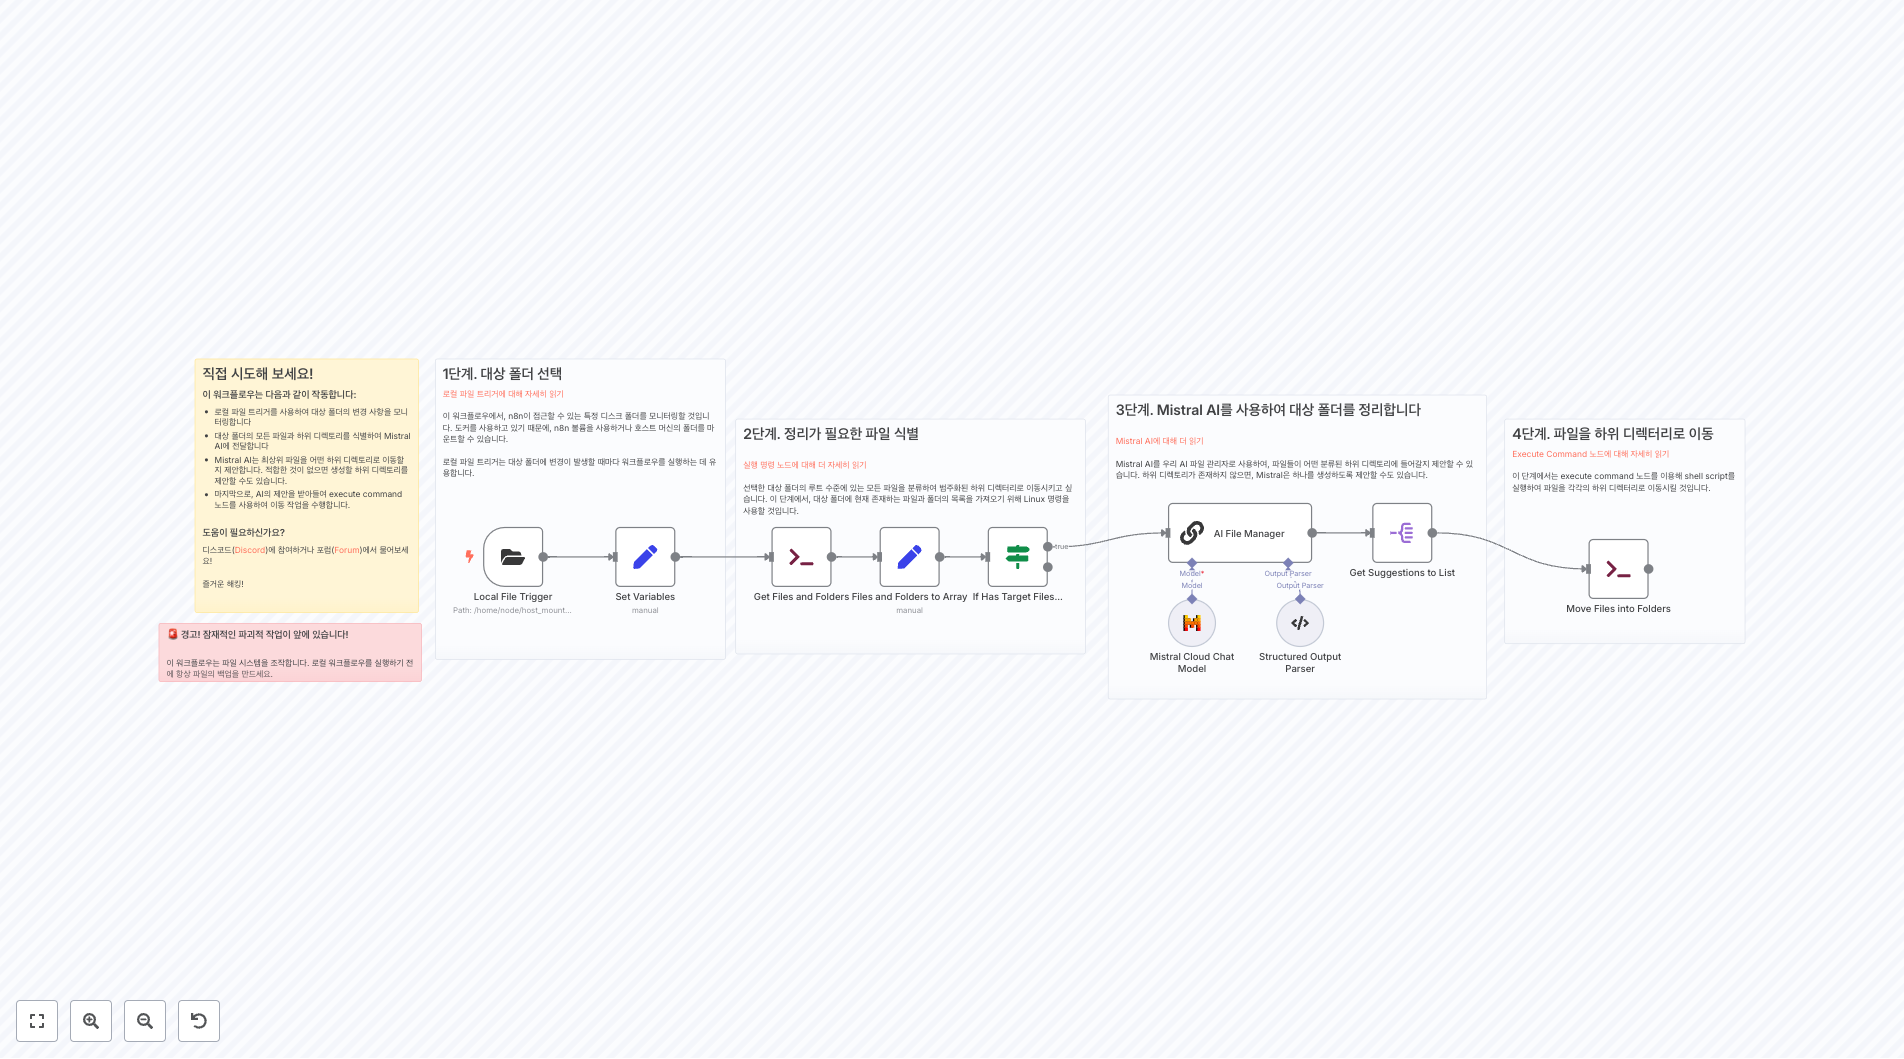 직접 시도해 보세요!
이 워크플로우는 다음과 같이 작동합니다:
로컬 파일 트리거를 사용하여 대상 폴더의 변경 사항을 모니
터링합니다
대상 폴더의 모든 파일과 하위 디렉토리를 식별하여 Mistral
AI에 전달합니다
Mistral AI는 최상위 파일을 어떤 하위 디렉토리로 이동할
지 제안합니다. 적합한 것이 없으면 생성할 하위 디렉토리를
제안할 수도 있습니다.
마지막으로, AI의 제안을 받아들여 execute command
노드를 사용하여 이동 작업을 수행합니다.
도움이 필요하신가요?
디스코드(Discord)에 참여하거나 포럼(Forum)에서 물어보세
요!
즐거운 해킹!
🚨 경고! 잠재적인 파괴적 작업이 앞에 있습니다!
이 워크플로우는 파일 시스템을 조작합니다. 로컬 워크플로우를 실행하기 전
에 항상 파일의 백업을 만드세요.
1단계. 대상 폴더 선택
로컬 파일 트리거에 대해 자세히 읽기
이 워크플로우에서, n8n이 접근할 수 있는 특정 디스크 폴더를 모니터링할 것입니
다. 도커를 사용하고 있기 때문에, n8n 볼륨을 사용하거나 호스트 머신의 폴더를 마
운트할 수 있습니다.
로컬 파일 트리거는 대상 폴더에 변경이 발생할 때마다 워크플로우를 실행하는 데 유
용합니다.
Local File Trigger
Path: /home/node/host_mount...
Set Variables
manual
2단계. 정리가 필요한 파일 식별
실행 명령 노드에 대해 더 자세히 읽기
선택한 대상 폴더의 루트 수준에 있는 모든 파일을 분류하여 범주화된 하위 디렉터리로 이동시키고 싶
습니다. 이 단계에서, 대상 폴더에 현재 존재하는 파일과 폴더의 목록을 가져오기 위해 Linux 명령을
사용할 것입니다.
Get Files and Folders
Files and Folders to Array
manual
If Has Target Files...
true
3단계. Mistral AI를 사용하여 대상 폴더를 정리합니다
Mistral AI에 대해 더 읽기
Mistral AI를 우리 AI 파일 관리자로 사용하여, 파일들이 어떤 분류된 하위 디렉토리에 들어갈지 제안할 수 있
습니다. 하위 디렉토리가 존재하지 않으면, Mistral은 하나를 생성하도록 제안할 수도 있습니다.
AI File Manager
Model*
Model
Output Parser
Output Parser
Mistral Cloud Chat
Model
Structured Output
Parser
Get Suggestions to List
4단계. 파일을 하위 디렉터리로 이동
Execute Command 노드에 대해 자세히 읽기
이 단계에서는 execute command 노드를 이용해 shell script를
실행하여 파일을 각각의 하위 디렉터리로 이동시킬 것입니다.
Move Files into Folders